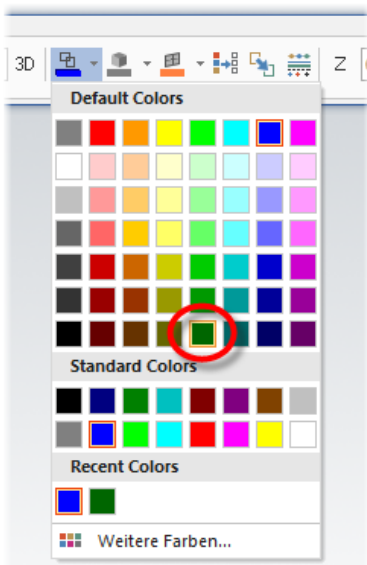 3D Z
Default Colors
Standard Colors
Recent Colors
Weitere Farben...